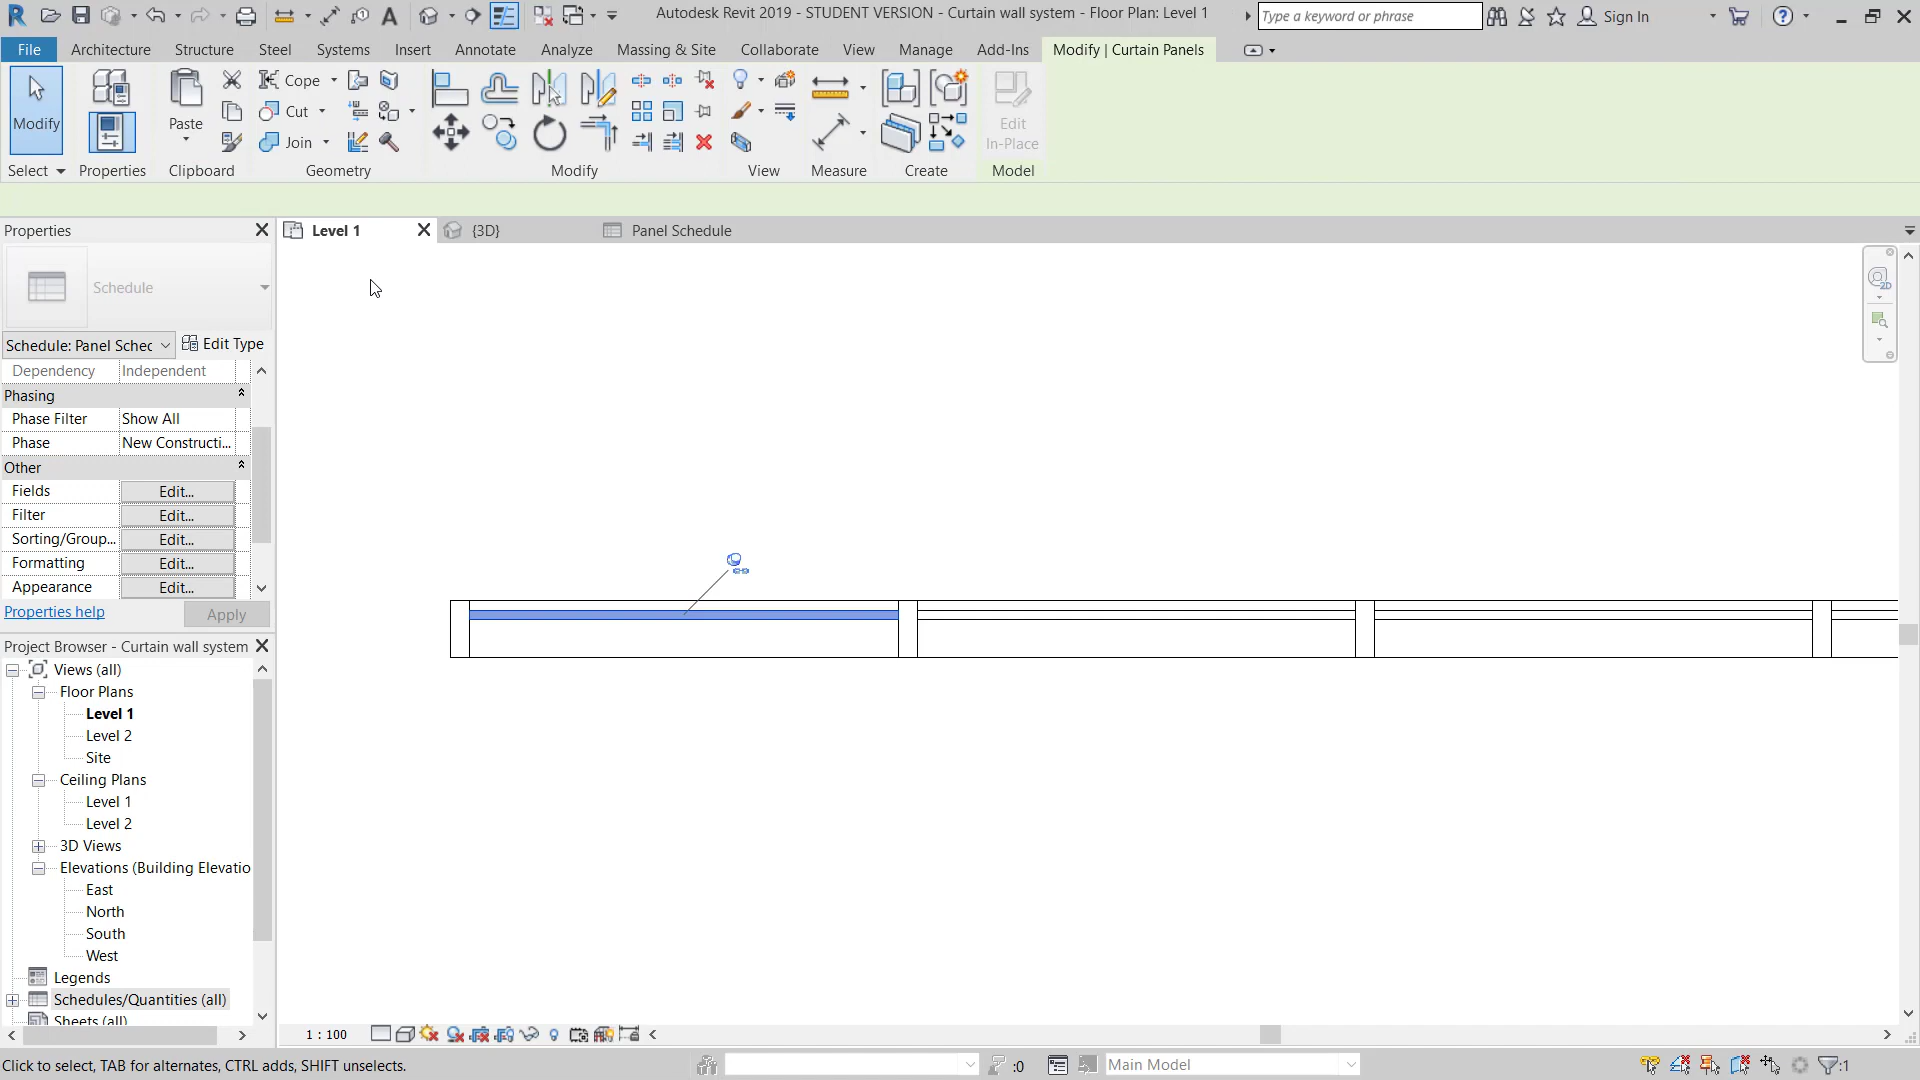 Autodesk Revit 2019 - STUDENT VERSION - Curtain wall system - Floor Plan: Level 1
Type a keyword or phrase
Sign In
File
Architecture
Structure
Steel
Systems
Insert
Annotate
Analyze
Massing & Site
Collaborate
View
Manage
Add-Ins
Modify | Curtain Panels
Modify
Paste
Cope
Cut
Join
Edit
In-Place
Select
Properties
Clipboard
Geometry
Modify
View
Measure
Create
Model
Properties
Level 1
{3D}
Panel Schedule
Schedule
Schedule: Panel Schec
Edit Type
Dependency Independent
Phasing
Phase Filter Show All
Phase New Constructi...
Other
Fields Edit...
Filter Edit...
Sorting/Group... Edit...
Formatting Edit...
Appearance Edit...
Properties help
Apply
Project Browser - Curtain wall system
Views (all)
Floor Plans
Level 1
Level 2
Site
Ceiling Plans
Level 1
Level 2
3D Views
Elevations (Building Elevatio
East
North
South
West
Legends
Schedules/Quantities (all)
Sheets (all)
1 : 100
Click to select, TAB for alternates, CTRL adds, SHIFT unselects.
:0
Main Model
:1